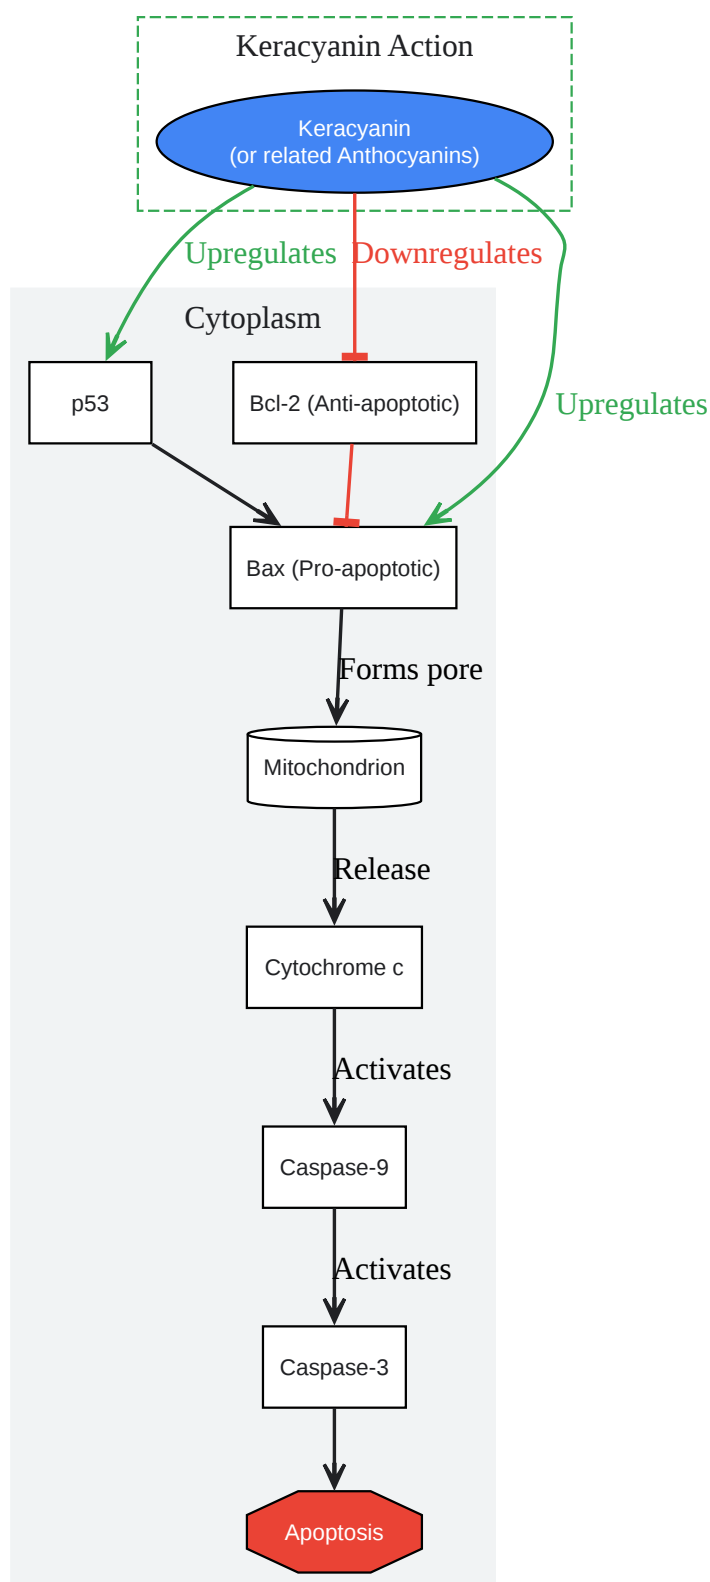 Keracyanin Action
Keracyanin
(or related Anthocyanins)
Upregulates
Downregulates
Cytoplasm
p53
Bcl-2 (Anti-apoptotic)
Upregulates
Bax (Pro-apoptotic)
Forms pore
Mitochondrion
Release
Cytochrome c
Activates
Caspase-9
Activates
Caspase-3
Apoptosis